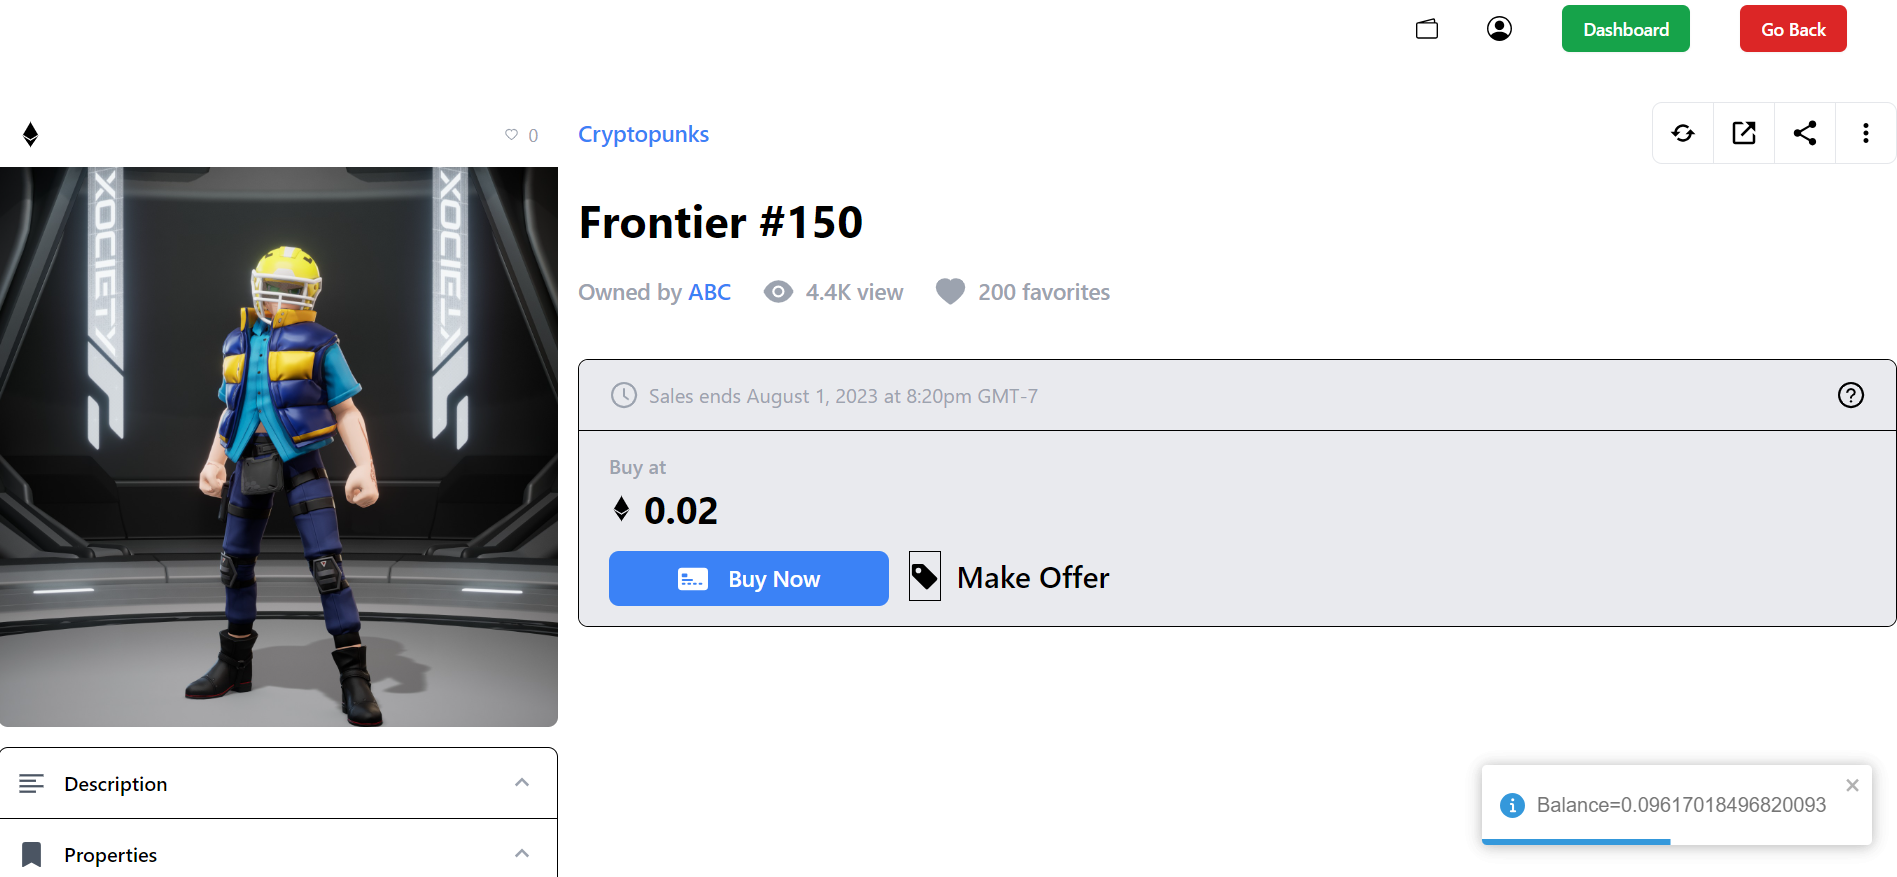 Dashboard
Go Back
0
Cryptopunks
Frontier #150
Owned by ABC
4.4K view
200 favorites
Sales ends August 1, 2023 at 8:20pm GMT-7
Buy at
0.02
Buy Now
Make Offer
XOCIETY
XOCIETY
Description
Properties
Balance=0.09617018496820093